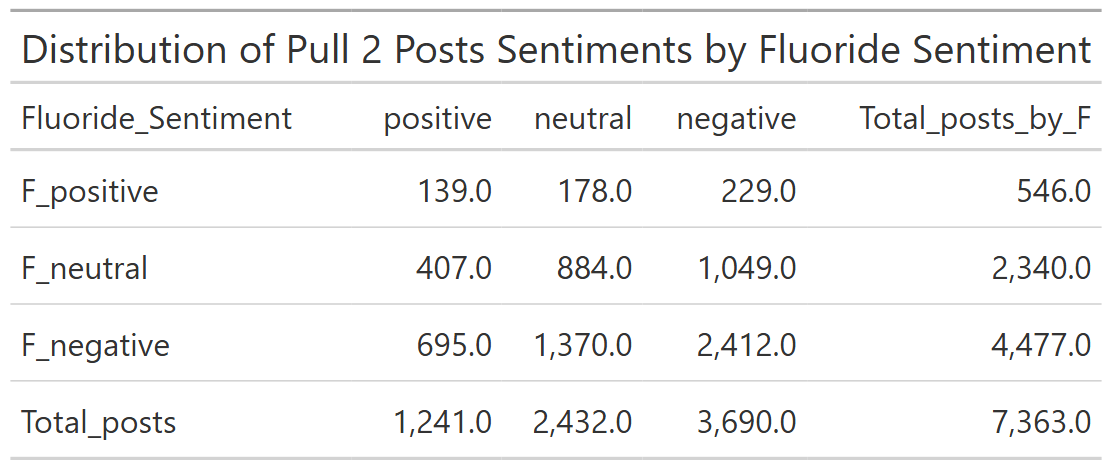 Distribution of Pull 2 Posts Sentiments by Fluoride Sentiment
Fluoride_Sentiment positive neutral negative Total_posts_by_F
F_positive 139.0 178.0 229.0 546.0
F_neutral 407.0 884.0 1,049.0 2,340.0
F_negative 695.0 1,370.0 2,412.0 4,477.0
Total_posts 1,241.0 2,432.0 3,690.0 7,363.0